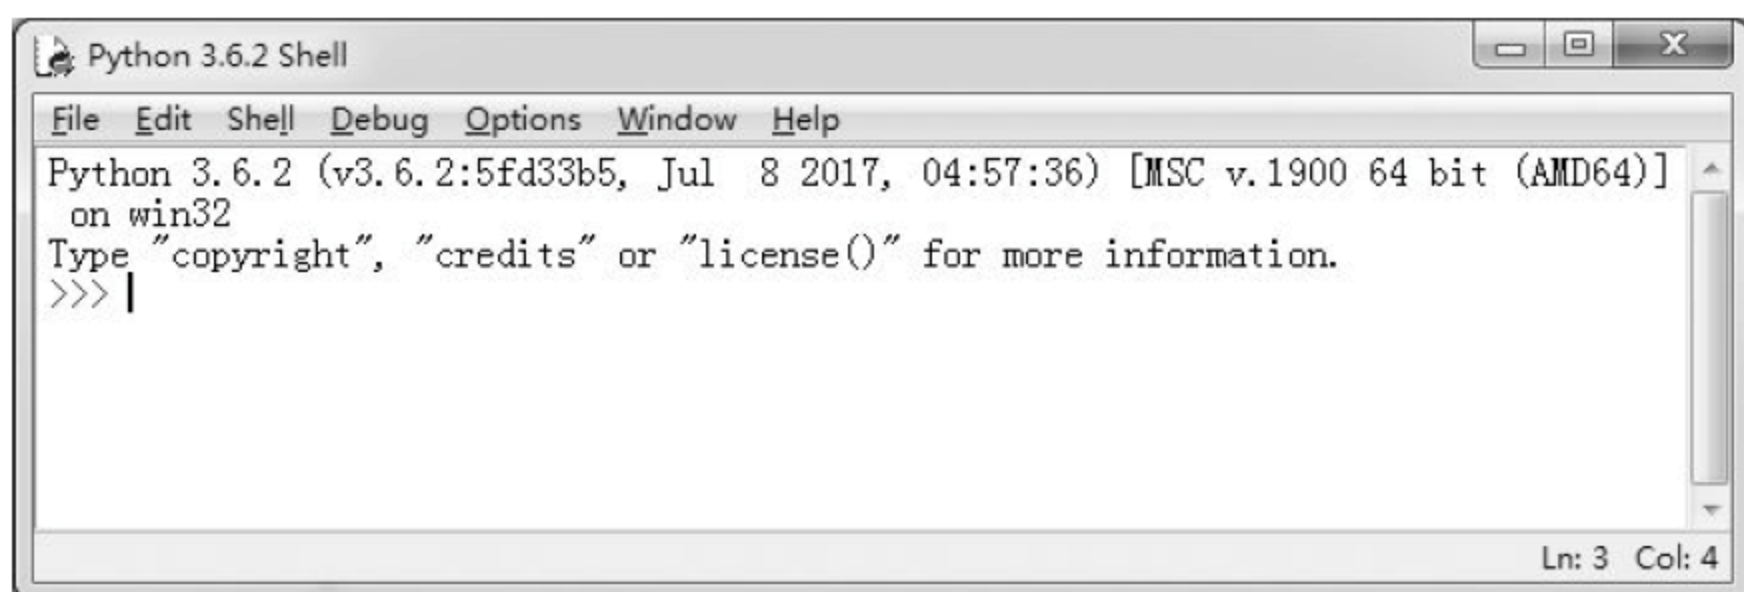 Python 3.6.2 Shell
File Edit Shell Debug Options Window Help
Python 3.6.2 (v3.6.2:5fd33b5, Jul  8 2017, 04:57:36) [MSC v.1900 64 bit (AMD64)]
 on win32
Type "copyright", "credits" or "license()" for more information.
>>>
Ln: 3 Col: 4